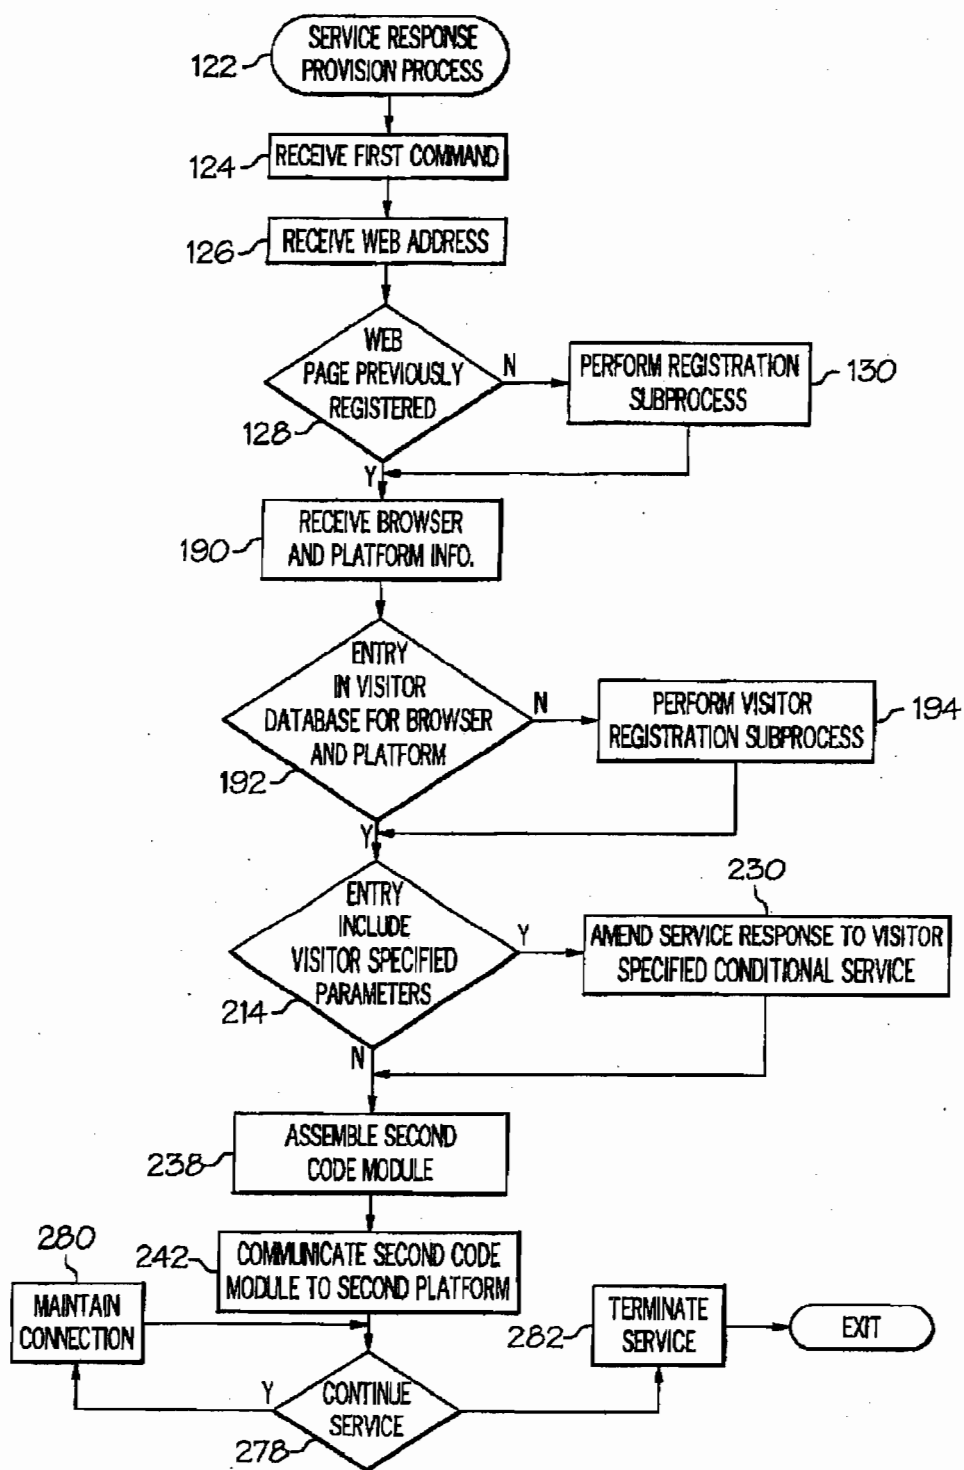 SERVICE RESPONSE
PROVISION PROCESS
122
RECEIVE FIRST COMMAND
124
RECEIVE WEB ADDRESS
126
WEB
PAGE PREVIOUSLY
REGISTERED
128
N
PERFORM REGISTRATION
SUBPROCESS
130
Y
RECEIVE BROWSER
AND PLATFORM INFO.
190
ENTRY
IN VISITOR
DATABASE FOR BROWSER
AND PLATFORM
192
N
PERFORM VISITOR
REGISTRATION SUBPROCESS
194
Y
ENTRY
INCLUDE
VISITOR SPECIFIED
PARAMETERS
214
Y
230
AMEND SERVICE RESPONSE TO VISITOR
SPECIFIED CONDITIONAL SERVICE
N
ASSEMBLE SECOND
CODE MODULE
238
COMMUNICATE SECOND CODE
MODULE TO SECOND PLATFORM
242
280
MAINTAIN
CONNECTION
Y
CONTINUE
SERVICE
278
TERMINATE
SERVICE
282
EXIT